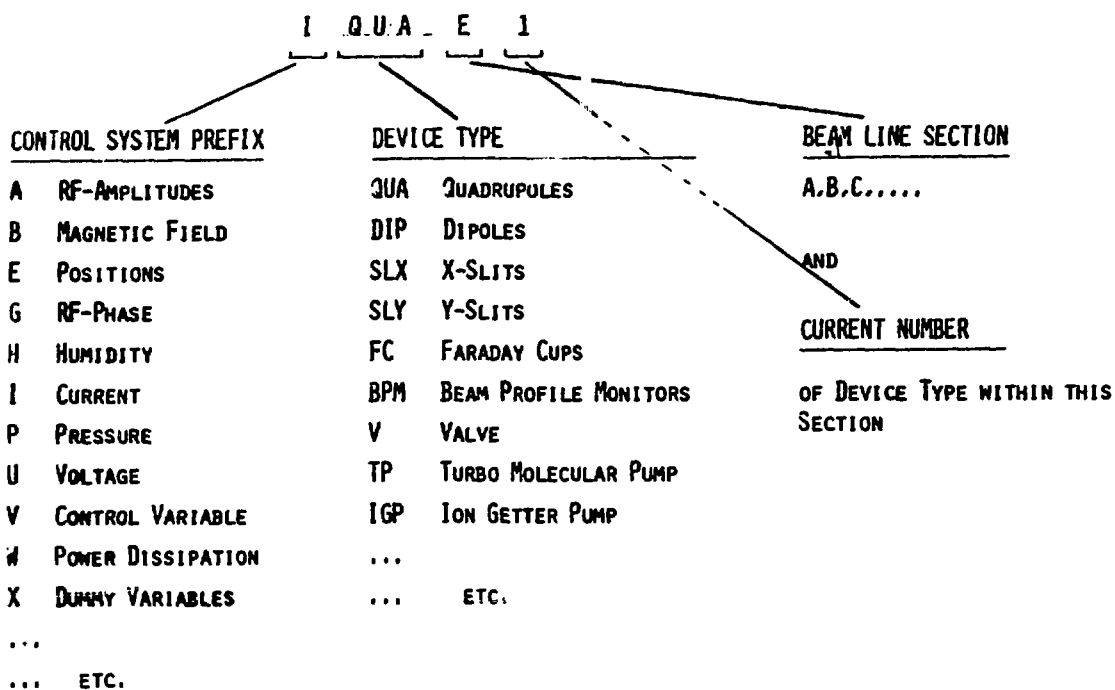 I QUA E 1
CONTROL SYSTEM PREFIX
A RF-AMPLITUDES
B MAGNETIC FIELD
E POSITIONS
G RF-PHASE
H HUMIDITY
I CURRENT
P PRESSURE
U VOLTAGE
V CONTROL VARIABLE
W POWER DISSIPATION
X DUMMY VARIABLES
...
... ETC.
DEVICE TYPE
QUA QUADRUPOLES
DIP DIPOLES
SLX X-SLITS
SLY Y-SLITS
FC FARADAY CUPS
BPM BEAM PROFILE MONITORS
V VALVE
TP TURBO MOLECULAR PUMP
IGP ION GETTER PUMP
...
... ETC.
BEAM LINE SECTION
A,B,C.....
AND
CURRENT NUMBER
OF DEVICE TYPE WITHIN THIS
SECTION